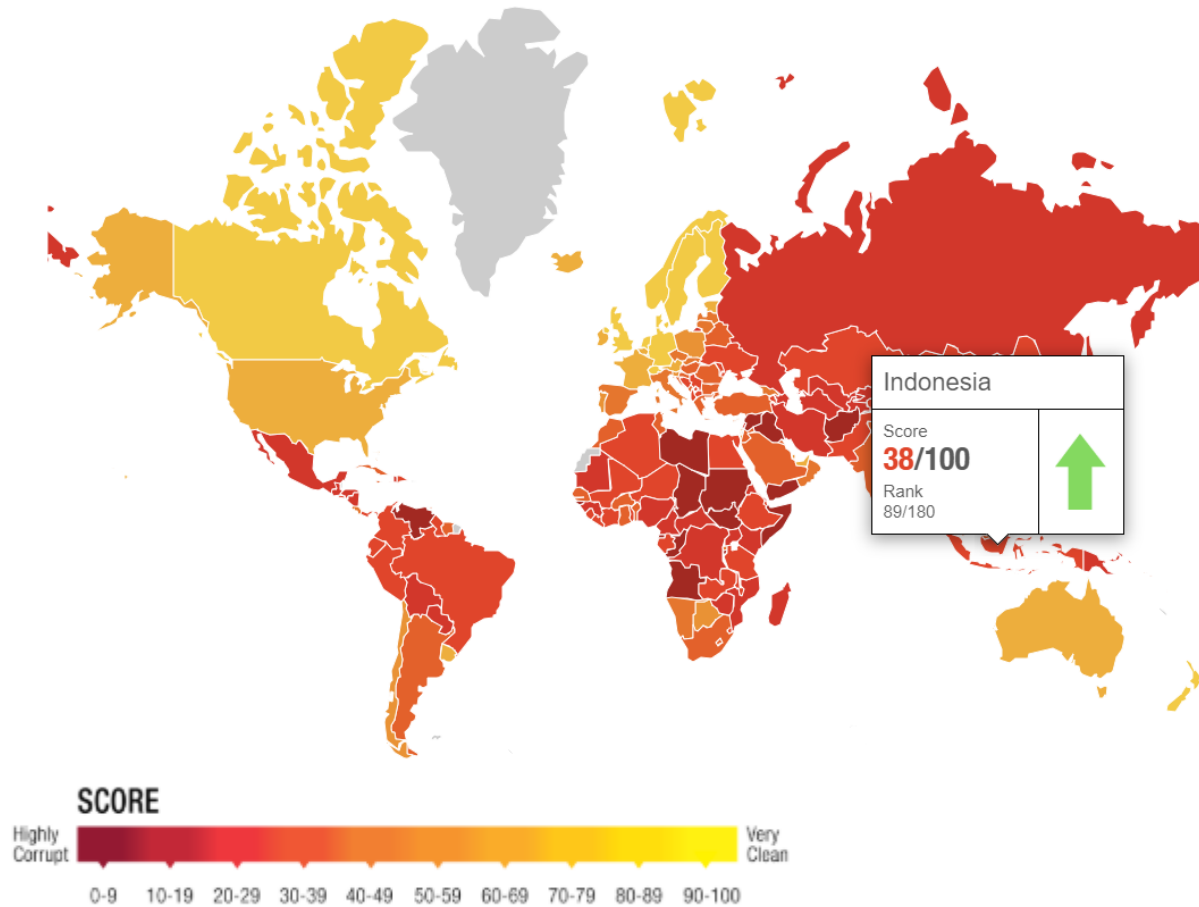 Indonesia
Score
38/100
Rank
89/180
SCORE
Highly
Corrupt
Very
Clean
0-9 10-19 20-29 30-39 40-49 50-59 60-69 70-79 80-89 90-100